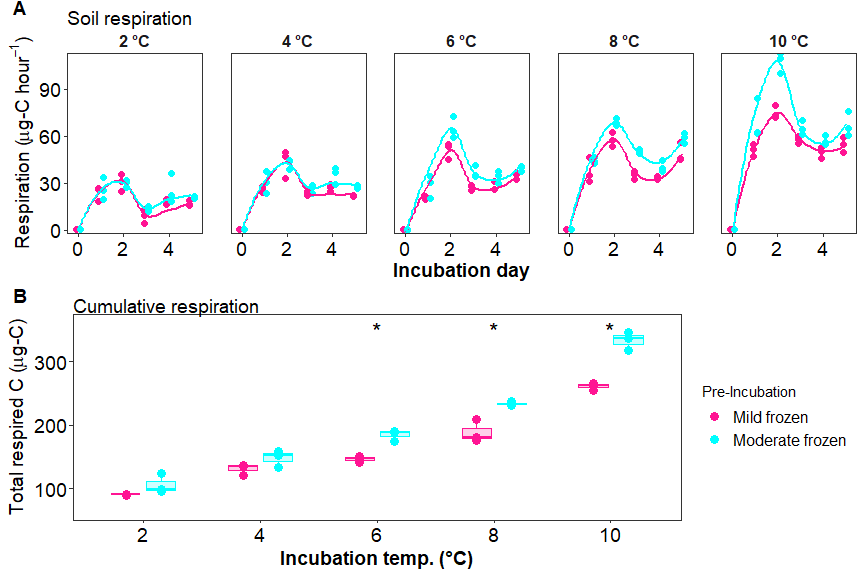 A
Soil respiration
2 °C 4 °C 6 °C 8 °C 10 °C
Respiration (μg-C hour⁻¹)
90
60
30
0
0 2 4 0 2 4 0 2 4 0 2 4 0 2 4
Incubation day
B
Cumulative respiration
* * *
Total respired C (μg-C)
300
200
100
2 4 6 8 10
Incubation temp. (°C)
Pre-Incubation
Mild frozen
Moderate frozen